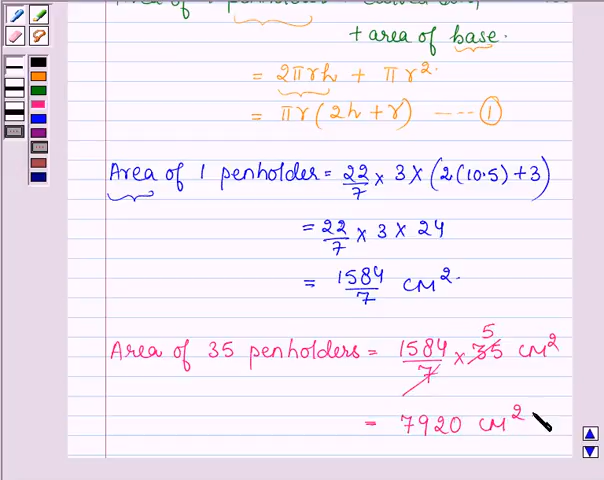 + area of base.
= 2πrh + πr²
= πr(2h+r) ---- ①
Area of 1 penholder = 22/7 × 3 × (2(10.5)+3)
= 22/7 × 3 × 24
= 1584/7 cm².
Area of 35 penholders = 1584/7 × 35 5 cm²
= 7920 cm²